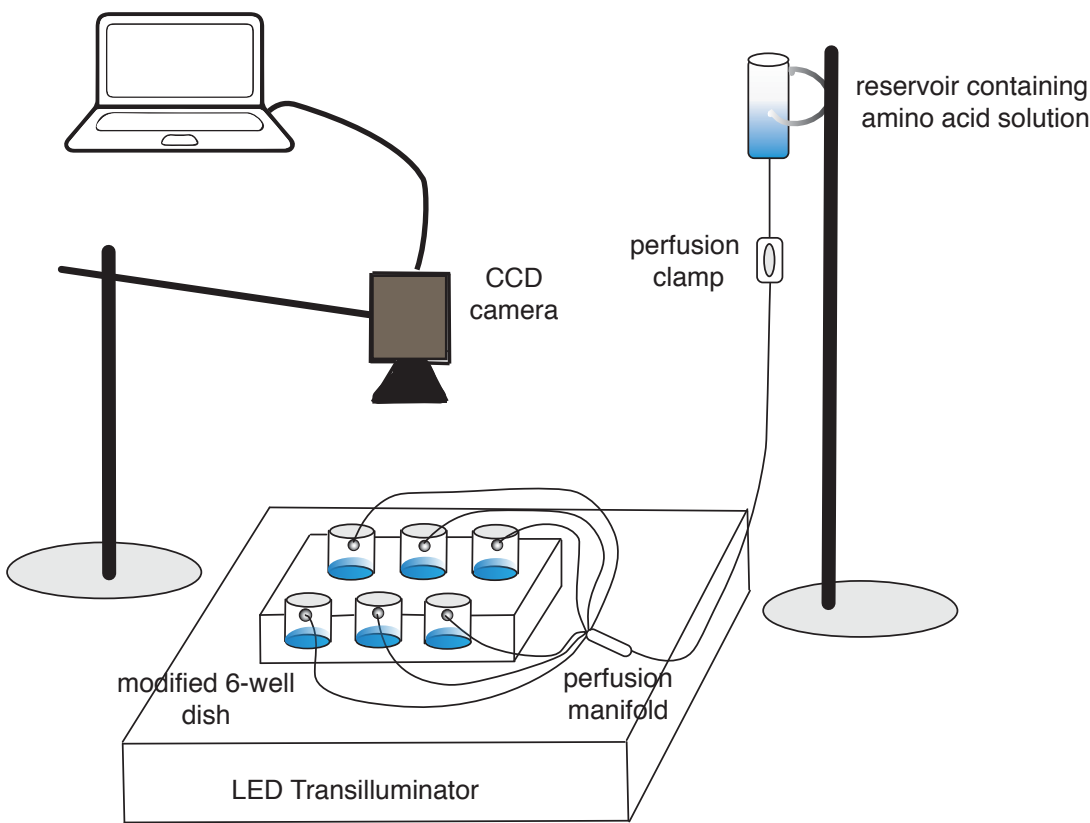 reservoir containing
amino acid solution
perfusion
clamp
CCD
camera
modified 6-well
dish
perfusion
manifold
LED Transilluminator